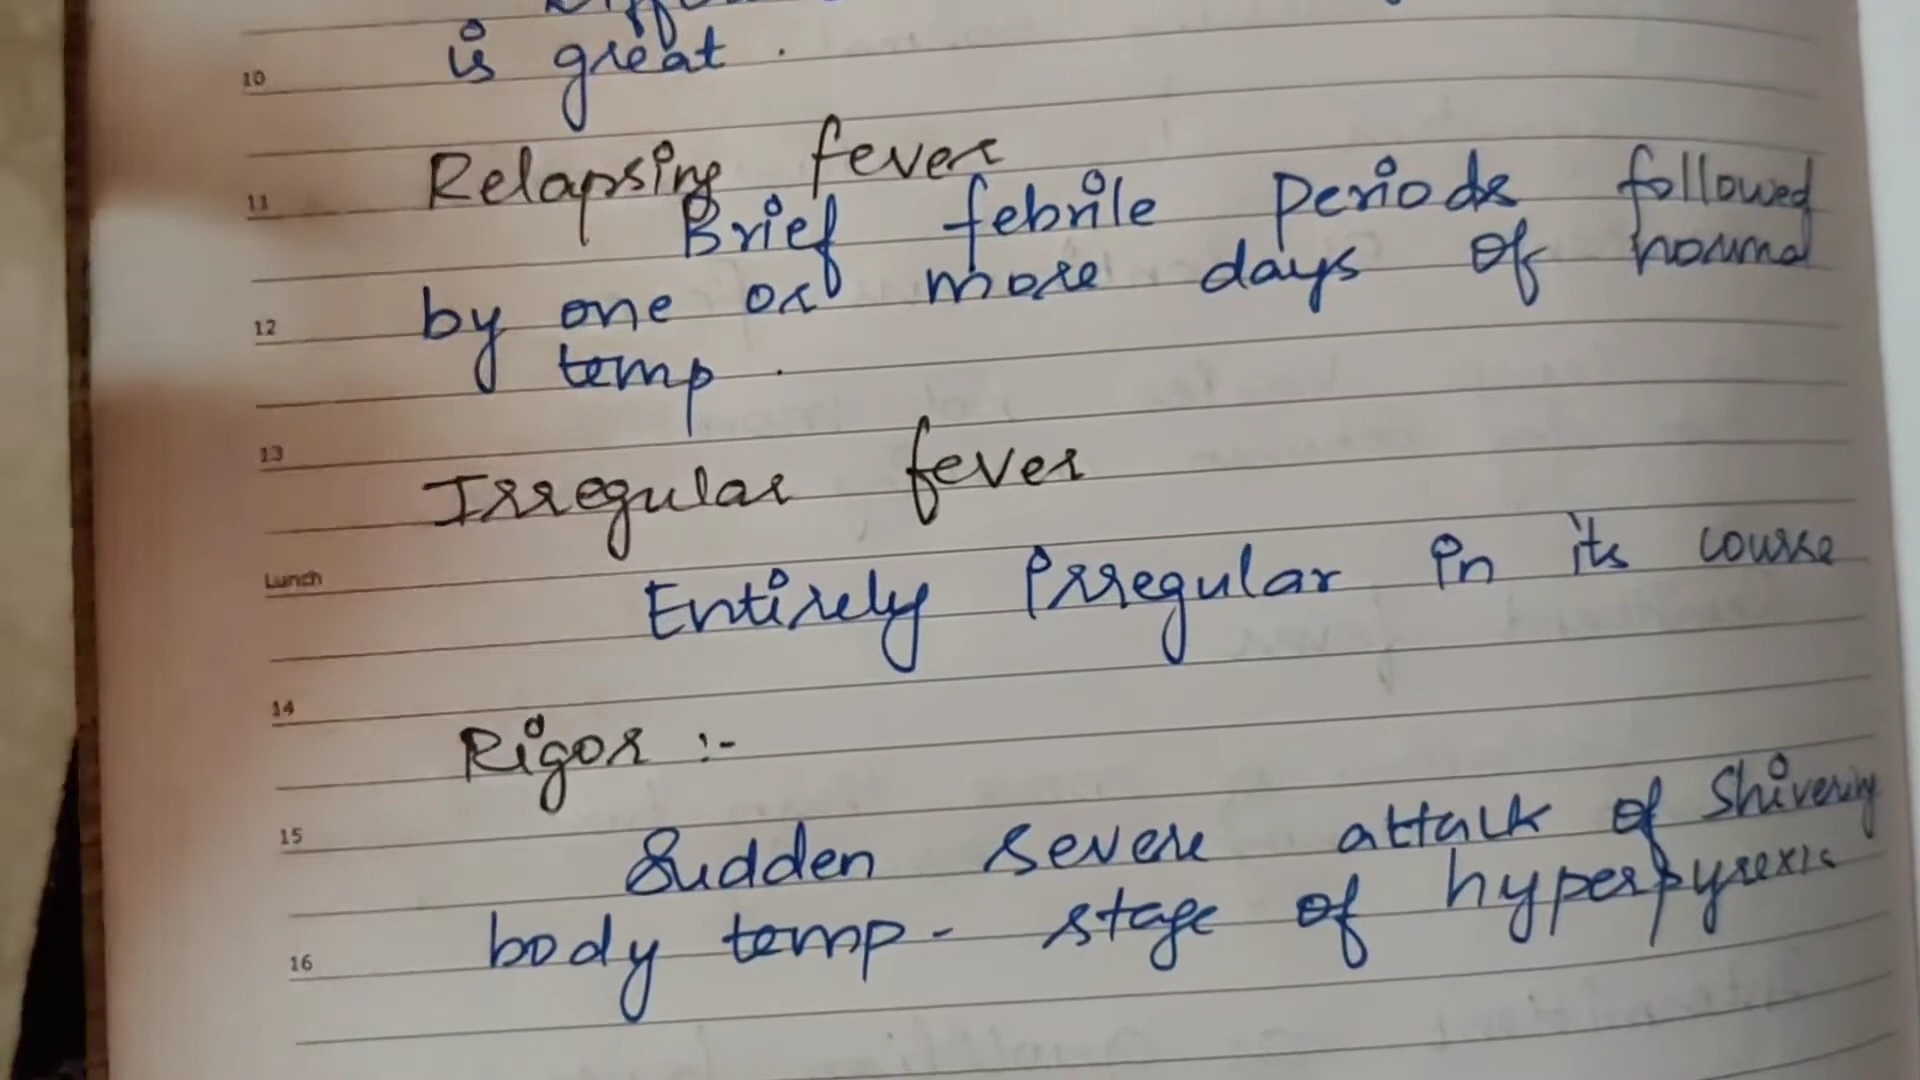 is great .
10
Relapsing fever
11
Brief febrile periods followed
by one or more days of normal
12
temp .
13
Irregular fever
Lunch
Entirely irregular in its course
14
Rigor :-
15
Sudden severe attack of Shivering
body temp - stage of hyperpyrexia
16